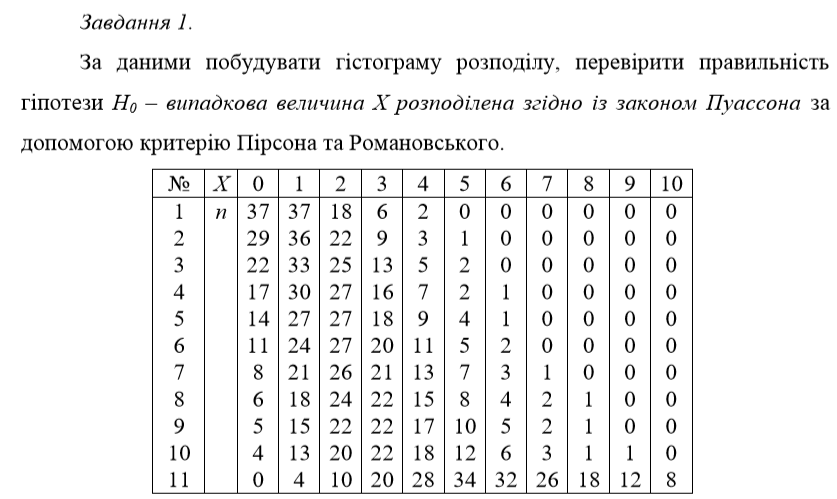 Завдання 1.
За даними побудувати гістограму розподілу, перевірити правильність
гіпотези H₀ – випадкова величина X розподілена згідно із законом Пуассона за
допомогою критерію Пірсона та Романовського.
№ X 0 1 2 3 4 5 6 7 8 9 10
1 n 37 37 18 6 2 0 0 0 0 0 0
2 29 36 22 9 3 1 0 0 0 0 0
3 22 33 25 13 5 2 0 0 0 0 0
4 17 30 27 16 7 2 1 0 0 0 0
5 14 27 27 18 9 4 1 0 0 0 0
6 11 24 27 20 11 5 2 0 0 0 0
7 8 21 26 21 13 7 3 1 0 0 0
8 6 18 24 22 15 8 4 2 1 0 0
9 5 15 22 22 17 10 5 2 1 0 0
10 4 13 20 22 18 12 6 3 1 1 0
11 0 4 10 20 28 34 32 26 18 12 8